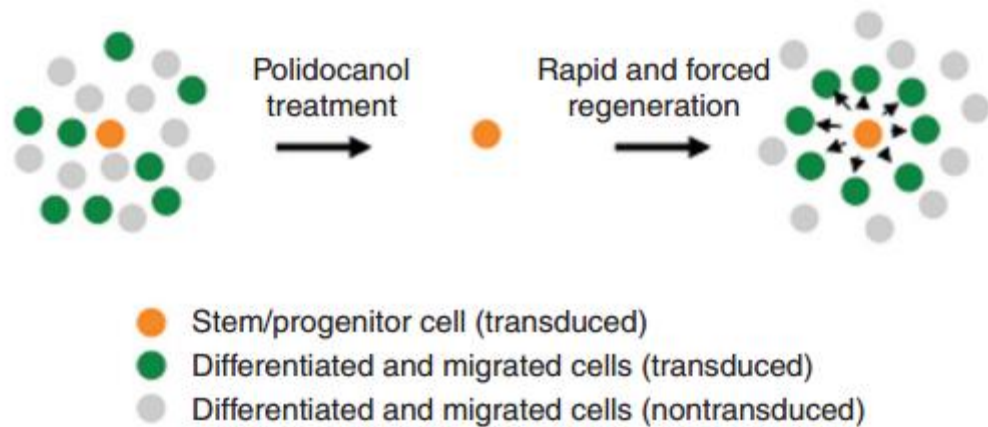 Polidocanol
treatment
Rapid and forced
regeneration
Stem/progenitor cell (transduced)
Differentiated and migrated cells (transduced)
Differentiated and migrated cells (nontransduced)